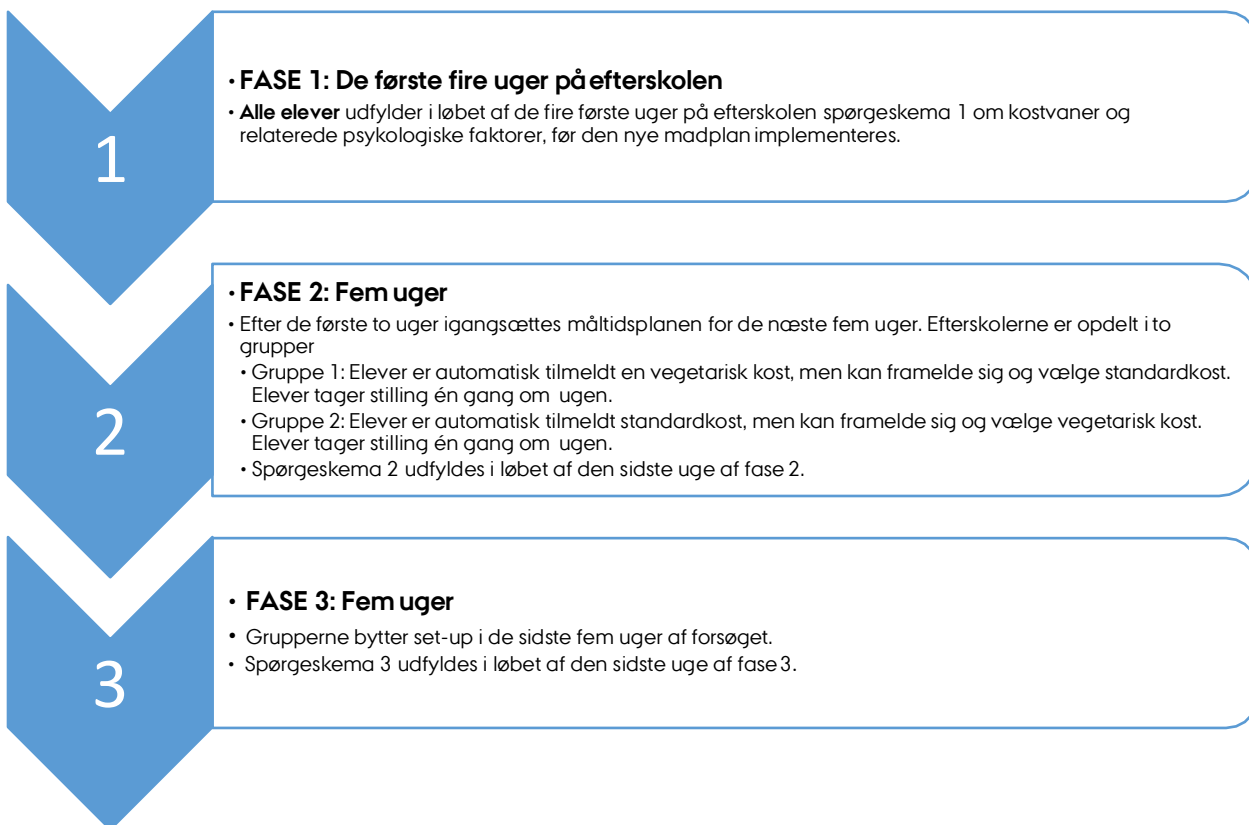 1
• FASE 1: De første fire uger på efterskolen
• Alle elever udfylder i løbet af de fire første uger på efterskolen spørgeskema 1 om kostvaner og
relaterede psykologiske faktorer, før den nye madplan implementeres.
2
• FASE 2: Fem uger
• Efter de første to uger igangsættes måltidsplanen for de næste fem uger. Efterskolerne er opdelt i to
grupper
• Gruppe 1: Elever er automatisk tilmeldt en vegetarisk kost, men kan framelde sig og vælge standardkost.
Elever tager stilling én gang om ugen.
• Gruppe 2: Elever er automatisk tilmeldt standardkost, men kan framelde sig og vælge vegetarisk kost.
Elever tager stilling én gang om ugen.
• Spørgeskema 2 udfyldes i løbet af den sidste uge af fase 2.
3
• FASE 3: Fem uger
• Grupperne bytter set-up i de sidste fem uger af forsøget.
• Spørgeskema 3 udfyldes i løbet af den sidste uge af fase 3.